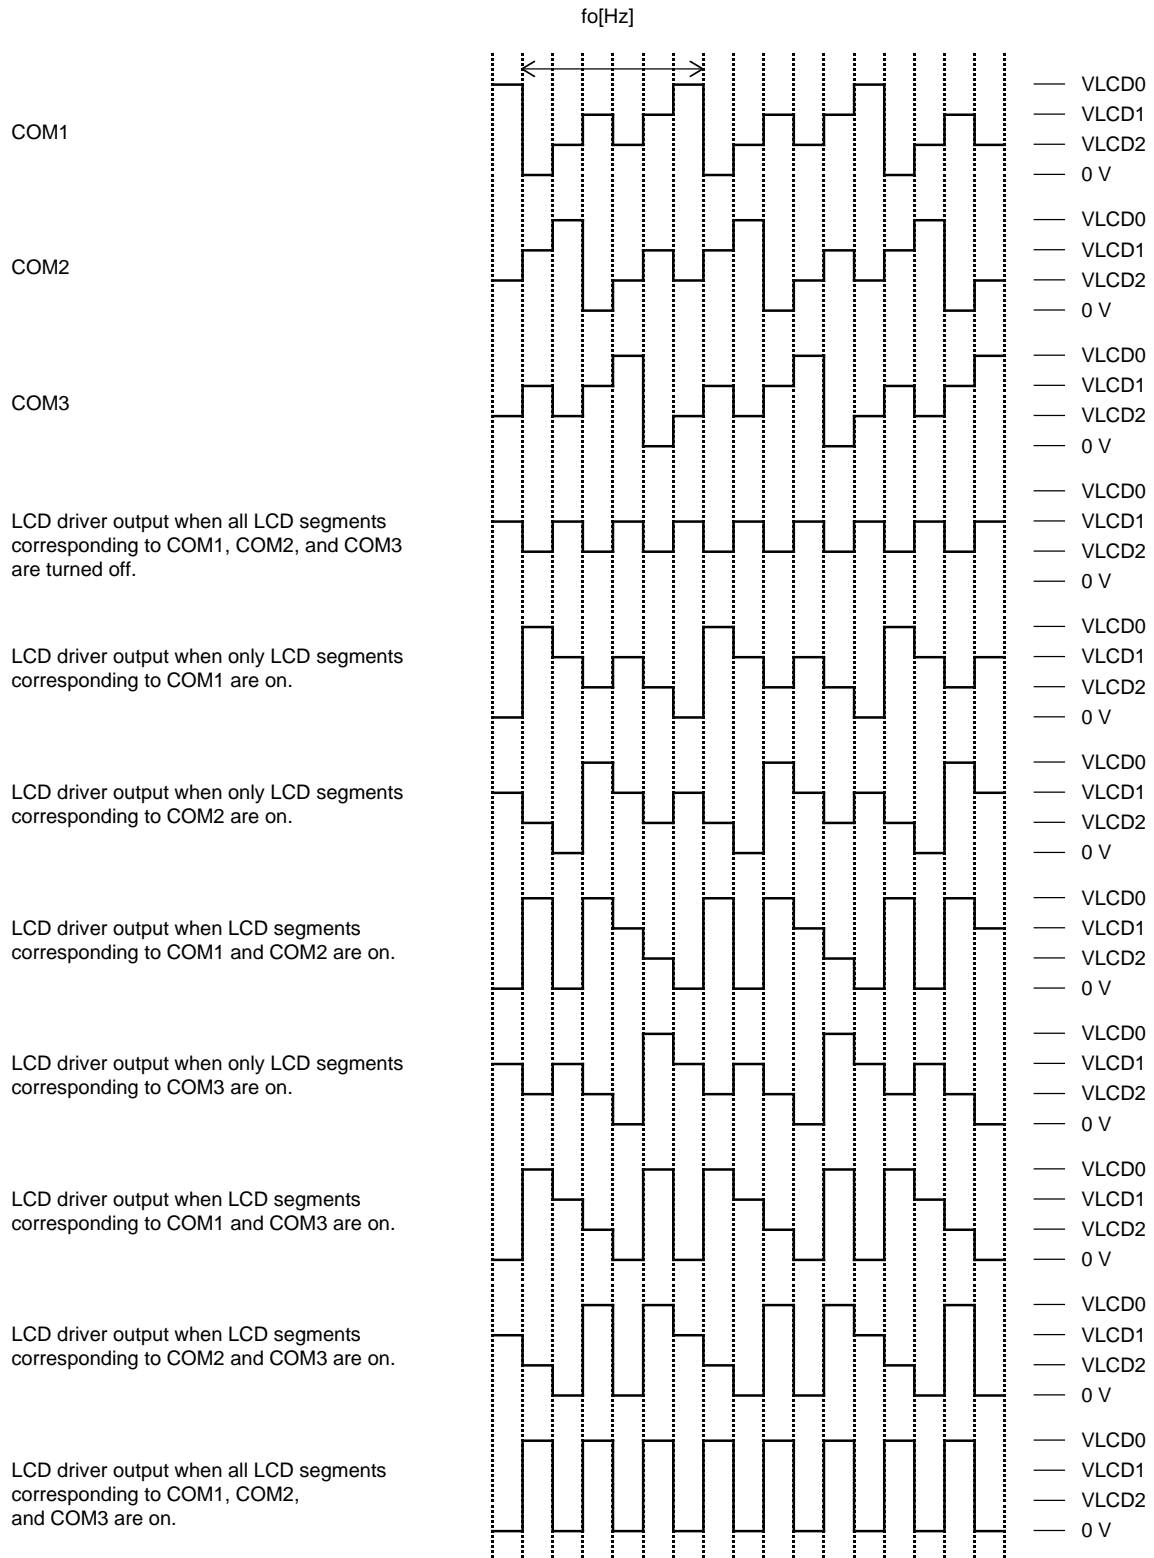 fo[Hz]
COM1
VLCD0
VLCD1
VLCD2
0 V
COM2
VLCD0
VLCD1
VLCD2
0 V
COM3
VLCD0
VLCD1
VLCD2
0 V
LCD driver output when all LCD segments
corresponding to COM1, COM2, and COM3
are turned off.
VLCD0
VLCD1
VLCD2
0 V
LCD driver output when only LCD segments
corresponding to COM1 are on.
VLCD0
VLCD1
VLCD2
0 V
LCD driver output when only LCD segments
corresponding to COM2 are on.
VLCD0
VLCD1
VLCD2
0 V
LCD driver output when LCD segments
corresponding to COM1 and COM2 are on.
VLCD0
VLCD1
VLCD2
0 V
LCD driver output when only LCD segments
corresponding to COM3 are on.
VLCD0
VLCD1
VLCD2
0 V
LCD driver output when LCD segments
corresponding to COM1 and COM3 are on.
VLCD0
VLCD1
VLCD2
0 V
LCD driver output when LCD segments
corresponding to COM2 and COM3 are on.
VLCD0
VLCD1
VLCD2
0 V
LCD driver output when all LCD segments
corresponding to COM1, COM2,
and COM3 are on.
VLCD0
VLCD1
VLCD2
0 V